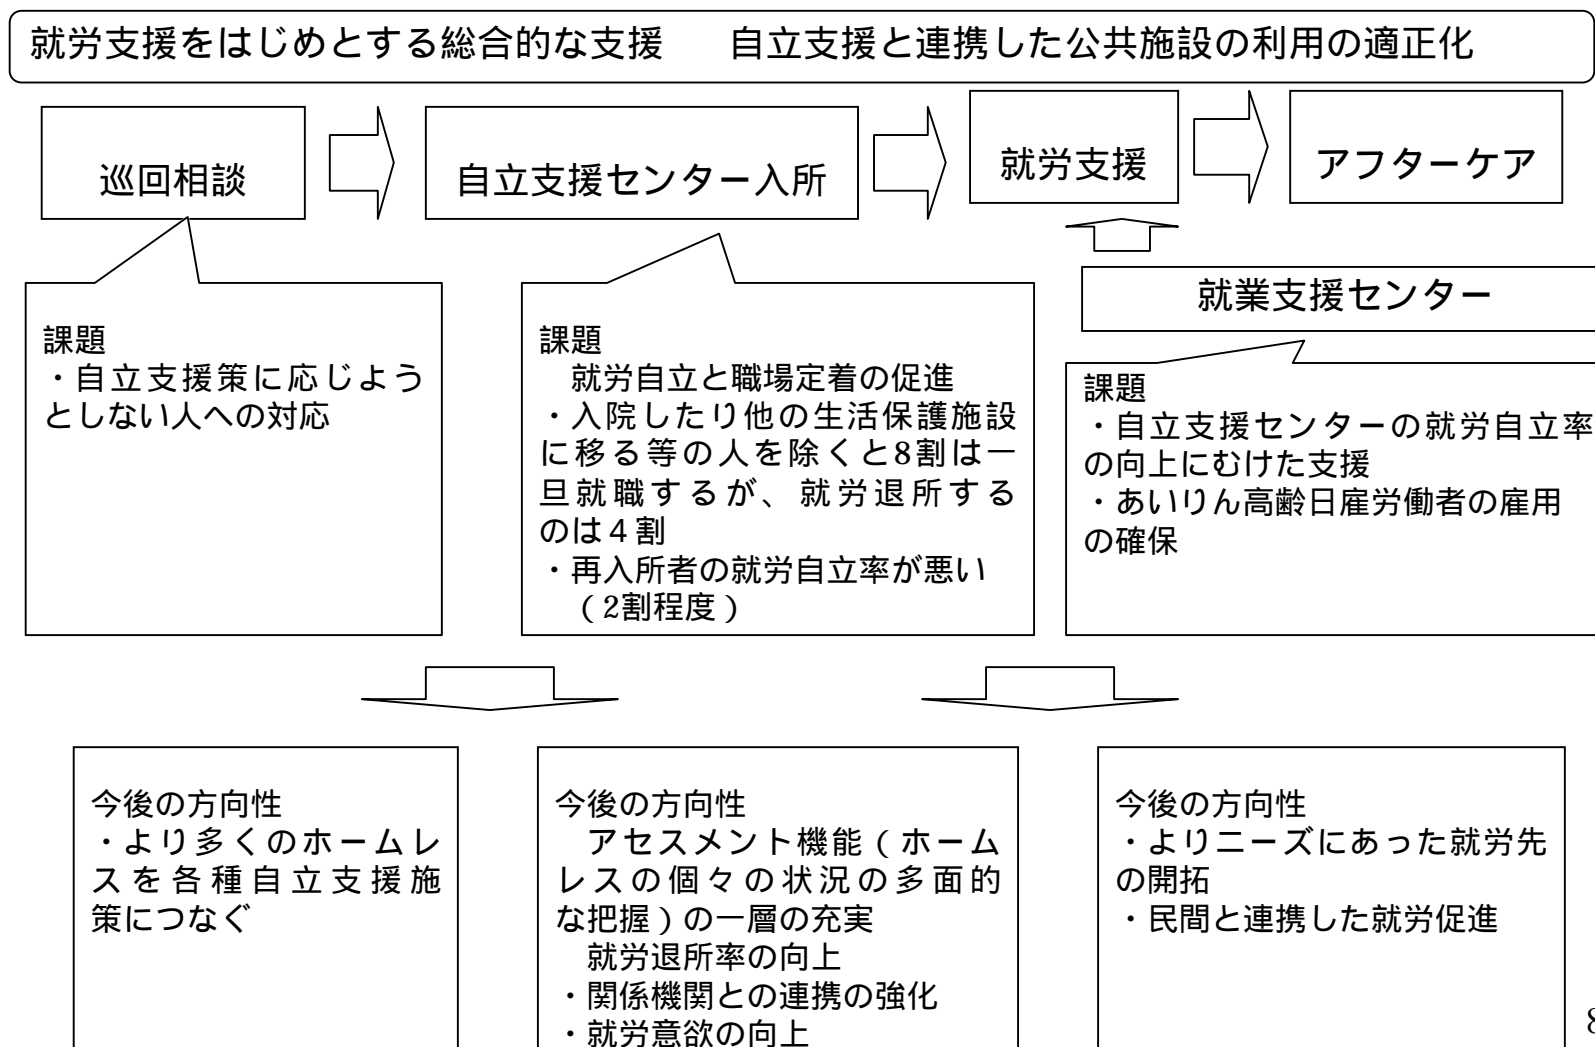 就労支援をはじめとする総合的な支援　　自立支援と連携した公共施設の利用の適正化
巡回相談
自立支援センター入所
就労支援
アフターケア
就業支援センター
課題
・自立支援策に応じよう
としない人への対応
課題
　就労自立と職場定着の促進
・入院したり他の生活保護施設
に移る等の人を除くと8割は一
旦就職するが、就労退所する
のは４割
・再入所者の就労自立率が悪い
（2割程度）
課題
・自立支援センターの就労自立率
の向上にむけた支援
・あいりん高齢日雇労働者の雇用
の確保
今後の方向性
・より多くのホームレ
スを各種自立支援施
策につなぐ
今後の方向性
　アセスメント機能（ホーム
レスの個々の状況の多面的
な把握）の一層の充実
　就労退所率の向上
・関係機関との連携の強化
・就労意欲の向上
今後の方向性
・よりニーズにあった就労先
の開拓
・民間と連携した就労促進
8